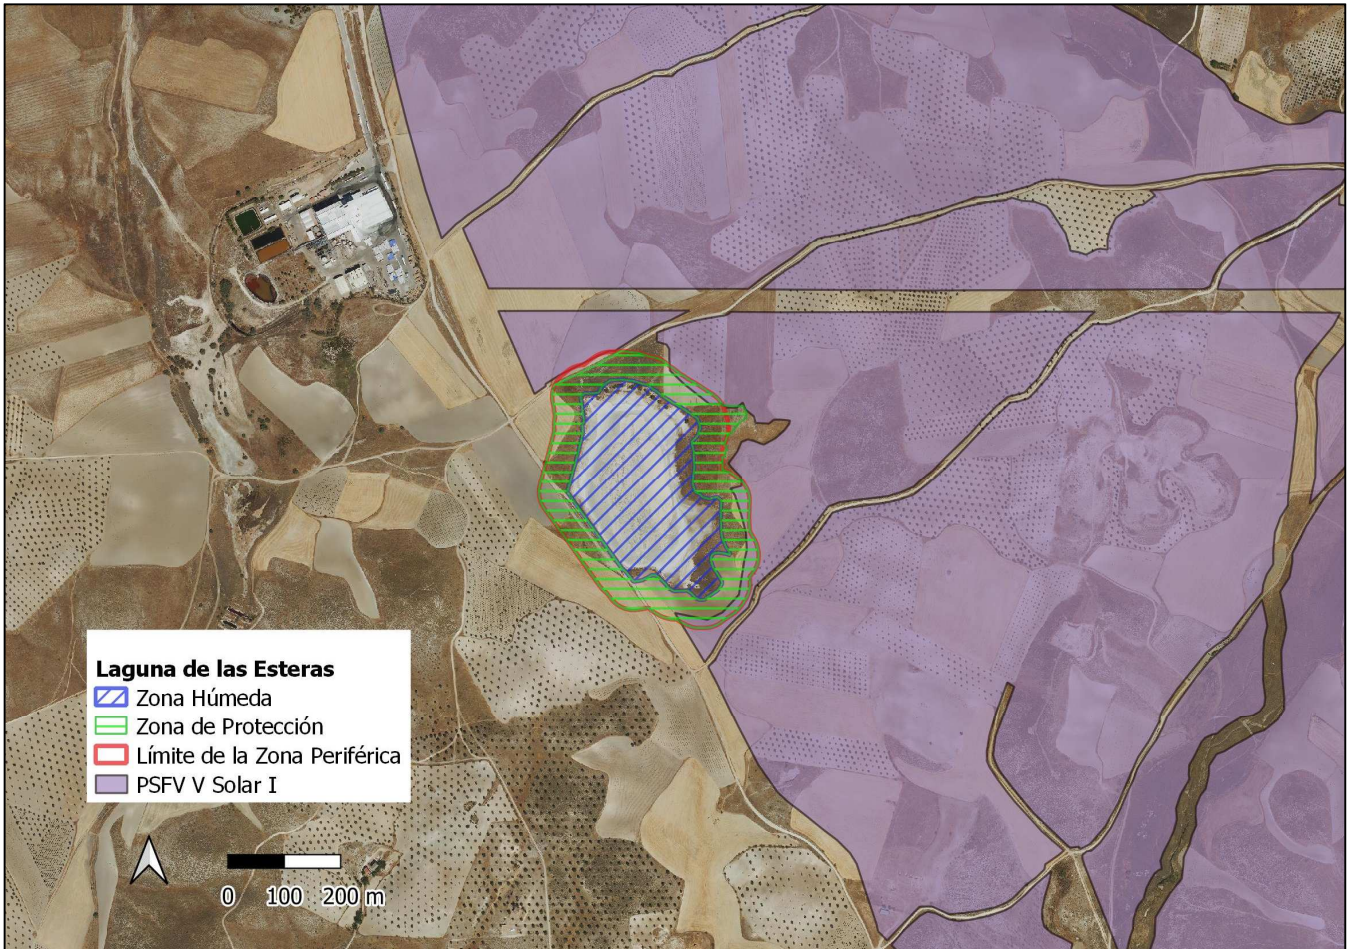 Laguna de las Esteras
Zona Húmeda
Zona de Protección
Límite de la Zona Periférica
PSFV V Solar I
0 100 200 m